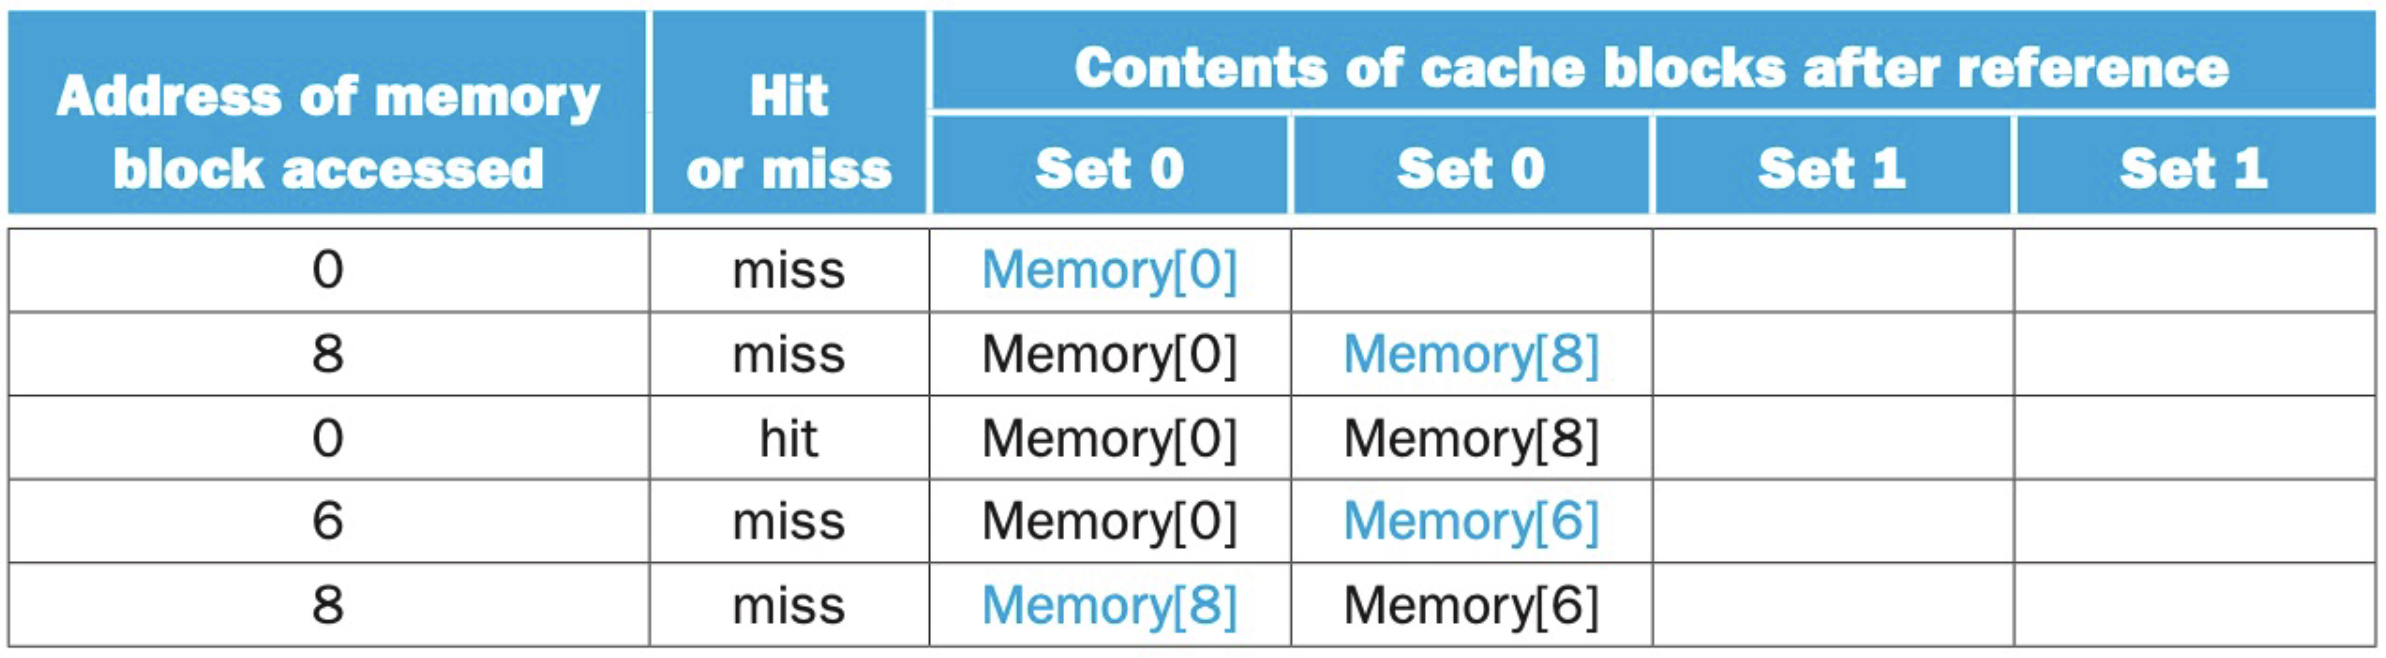 Address of memory
block accessed
Hit
or miss
Contents of cache blocks after reference
Set 0 Set 0 Set 1 Set 1
0 miss Memory[0]
8 miss Memory[0] Memory[8]
0 hit Memory[0] Memory[8]
6 miss Memory[0] Memory[6]
8 miss Memory[8] Memory[6]